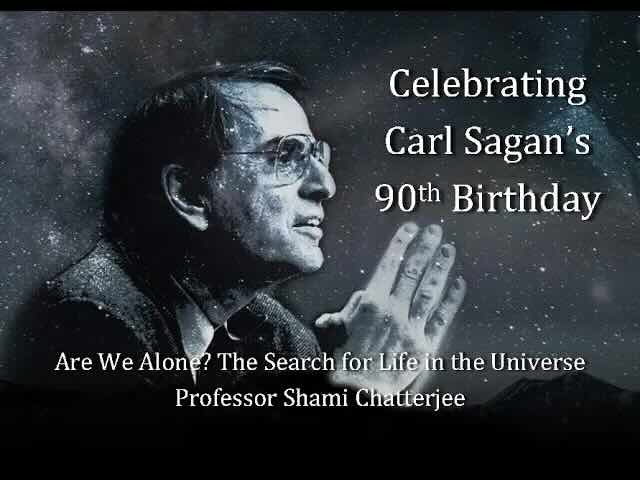 Celebrating
Carl Sagan’s
90th Birthday
Are We Alone? The Search for Life in the Universe
Professor Shami Chatterjee